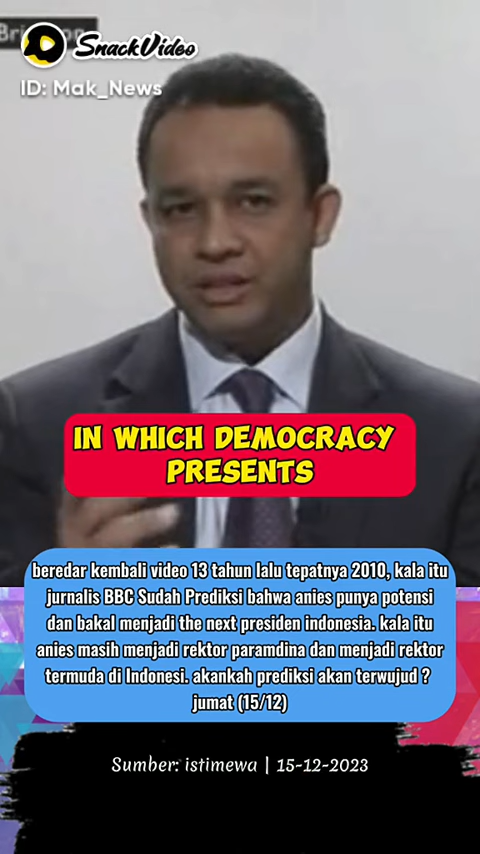 SnackVideo
ID: Mak_News
IN WHICH DEMOCRACY
PRESENTS
beredar kembali video 13 tahun lalu tepatnya 2010, kala itu
jurnalis BBC Sudah Prediksi bahwa anies punya potensi
dan bakal menjadi the next presiden indonesia. kala itu
anies masih menjadi rektor paramdina dan menjadi rektor
termuda di Indonesi. akankah prediksi akan terwujud ?
jumat (15/12)
Sumber: istimewa | 15-12-2023